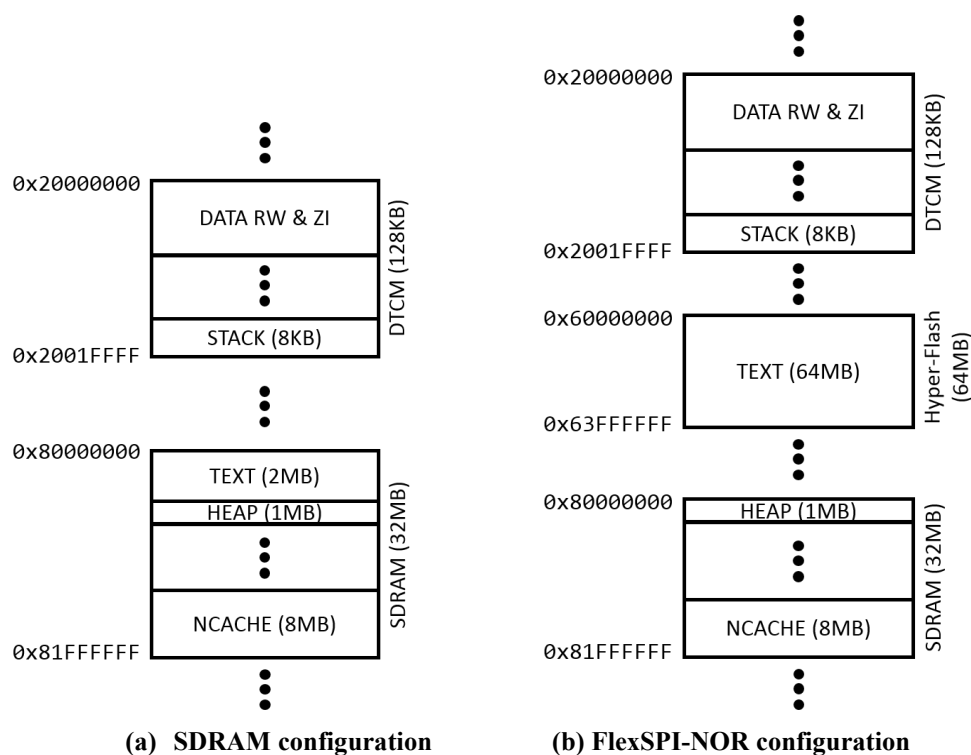 0x20000000
DATA RW & ZI
STACK (8KB)
0x2001FFFF
DTCM (128KB)
0x80000000
TEXT (2MB)
HEAP (1MB)
NCACHE (8MB)
0x81FFFFFF
SDRAM (32MB)
(a) SDRAM configuration
0x20000000
DATA RW & ZI
STACK (8KB)
0x2001FFFF
DTCM (128KB)
0x60000000
TEXT (64MB)
0x63FFFFFF
Hyper-Flash
(64MB)
0x80000000
HEAP (1MB)
NCACHE (8MB)
0x81FFFFFF
SDRAM (32MB)
(b) FlexSPI-NOR configuration